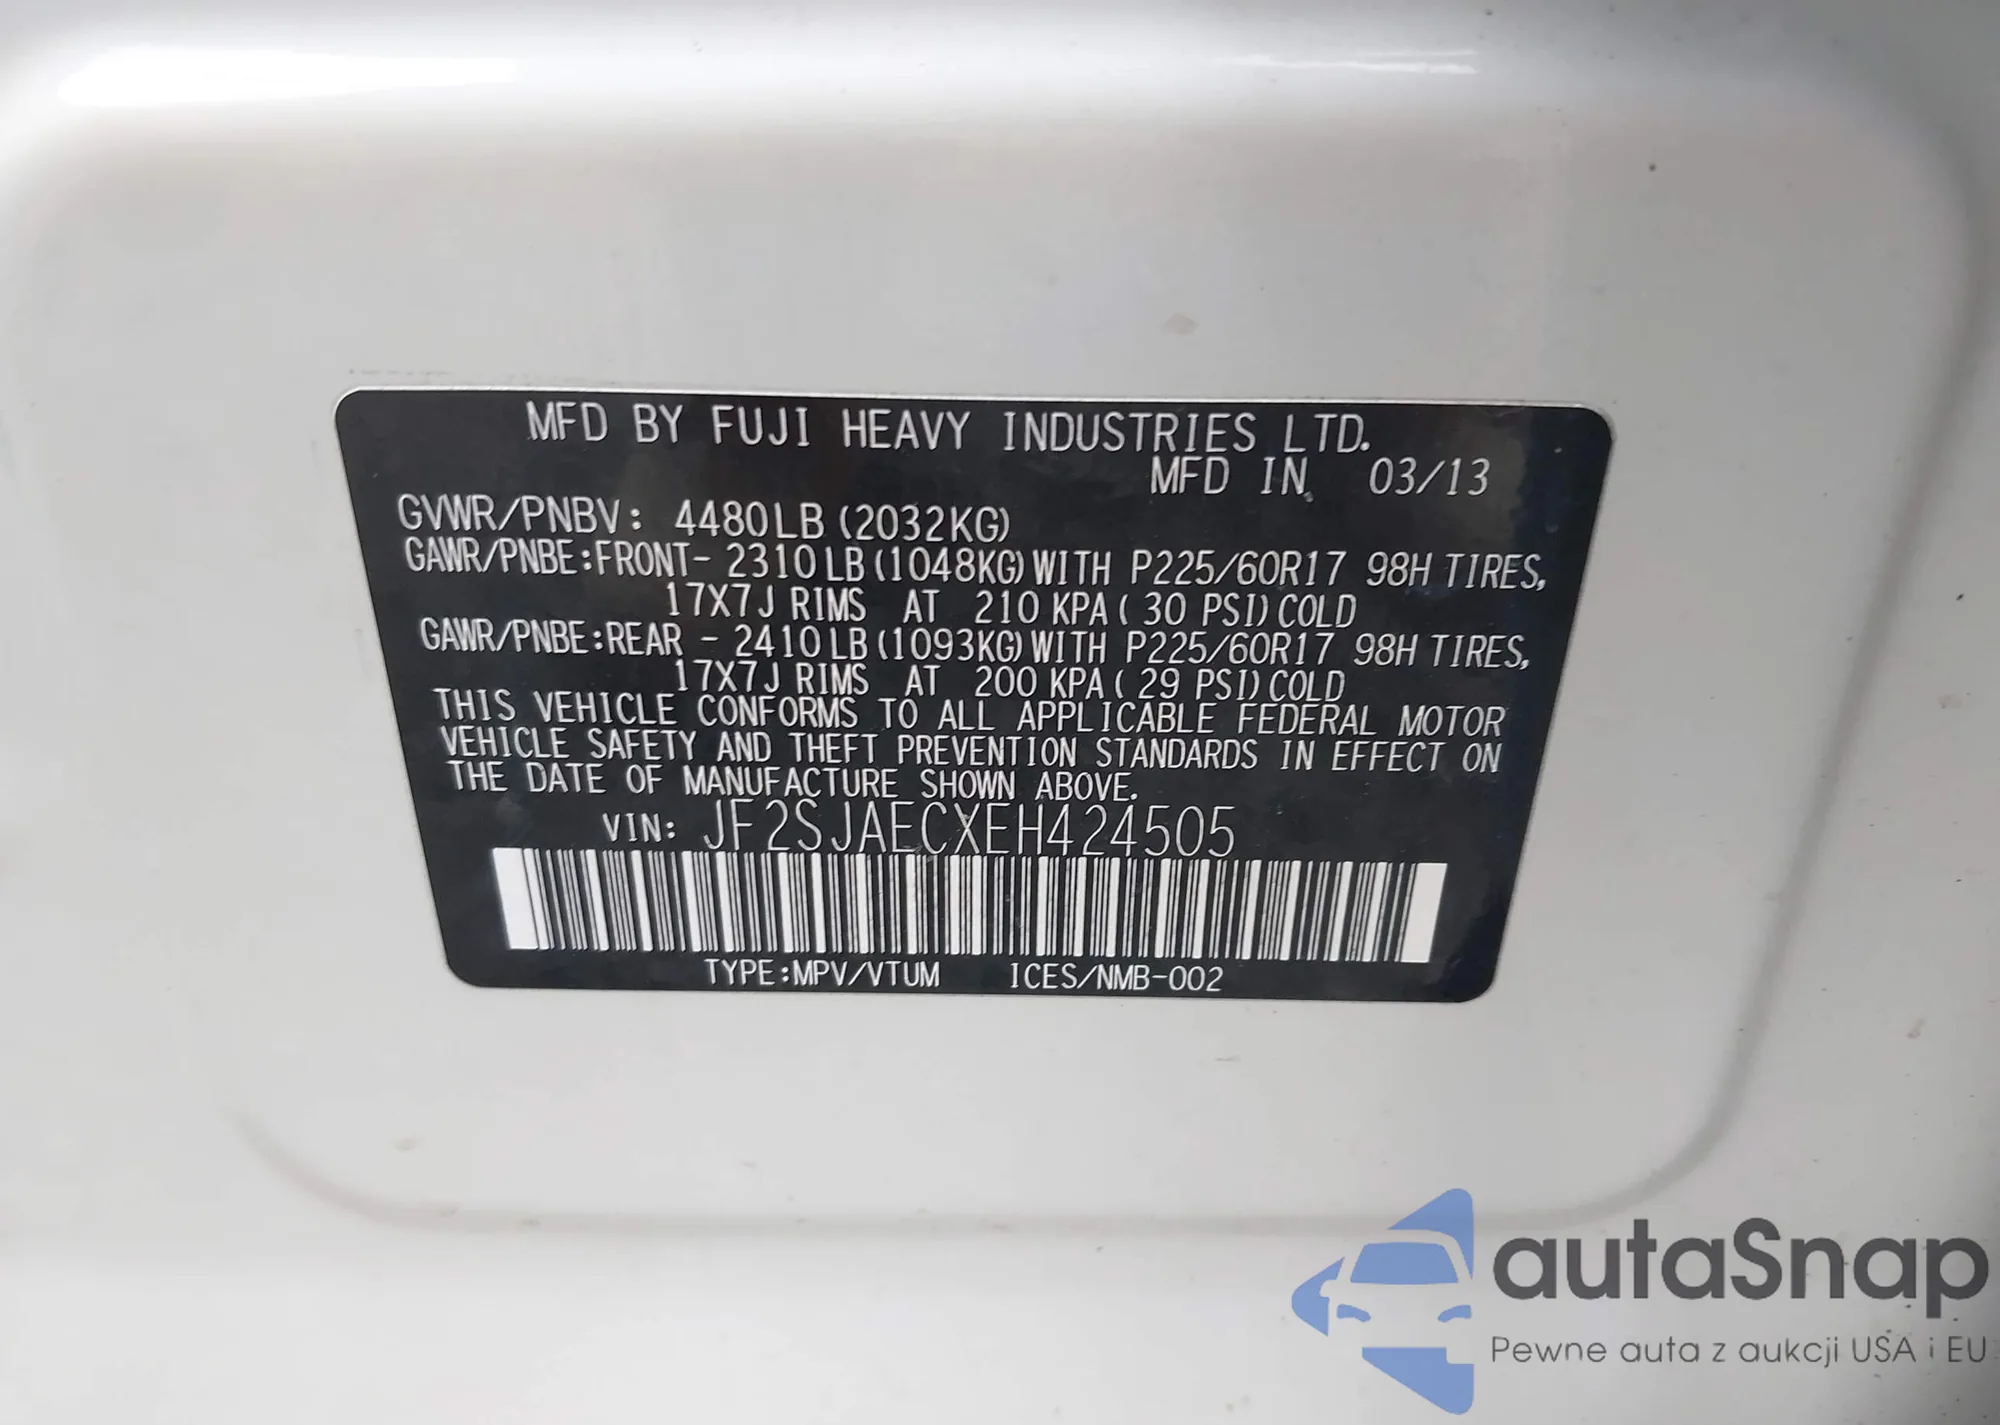 MFD BY FUJI HEAVY INDUSTRIES LTD.
MFD IN 03/13
GVWR/PNBV: 4480LB (2032KG)
GAWR/PNBE:FRONT- 2310LB (1048KG) WITH P225/60R17 98H TIRES,
17X7J RIMS AT 210 KPA ( 30 PSI) COLD
GAWR/PNBE:REAR - 2410LB (1093KG) WITH P225/60R17 98H TIRES,
17X7J RIMS AT 200 KPA ( 29 PSI) COLD
THIS VEHICLE CONFORMS TO ALL APPLICABLE FEDERAL MOTOR
VEHICLE SAFETY AND THEFT PREVENTION STANDARDS IN EFFECT ON
THE DATE OF MANUFACTURE SHOWN ABOVE.
VIN: JF2SJAECXEH424505
TYPE:MPV/VTUM ICES/NMB-002
autaSnap
Pewne auta z aukcji USA i EU